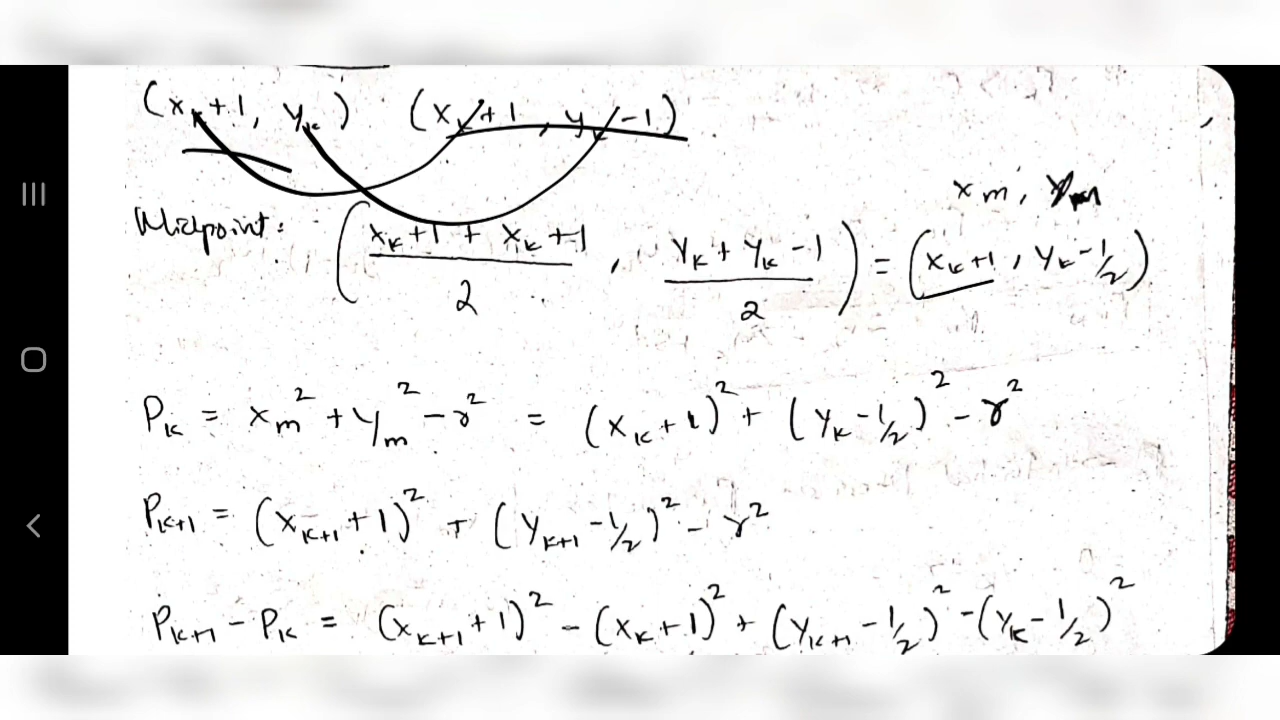 (xₖ+1, yₖ) (xₖ+1, yₖ-1)
xₘ, yₘ
Midpoint: ( (xₖ+1 + xₖ+1)/2 , (yₖ + yₖ - 1)/2 ) = (xₖ+1, yₖ-1/2)
Pₖ = xₘ² + yₘ² - r² = (xₖ+1)² + (yₖ-1/2)² - r²
Pₖ₊₁ = (xₖ₊₁ + 1)² + (yₖ₊₁ - 1/2)² - r²
Pₖ₊₁ - Pₖ = (xₖ₊₁ + 1)² - (xₖ+1)² + (yₖ₊₁ - 1/2)² - (yₖ - 1/2)²